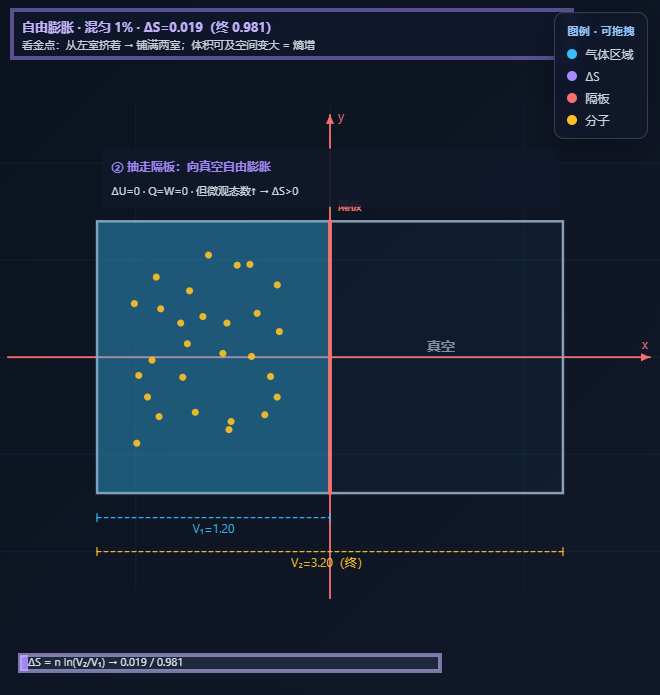 自由膨胀 · 混匀 1% · ΔS=0.019（终 0.981）
看金点：从左室挤着 → 铺满两室；体积可及空间变大 = 熵增
图例 · 可拖拽
气体区域
ΔS
隔板
分子
y
② 抽走隔板：向真空自由膨胀
ΔU=0 · Q=W=0 · 但微观态数↑ → ΔS>0
隔板
真空
x
V₁=1.20
V₂=3.20（终）
ΔS = n ln(V₂/V₁) → 0.019 / 0.981